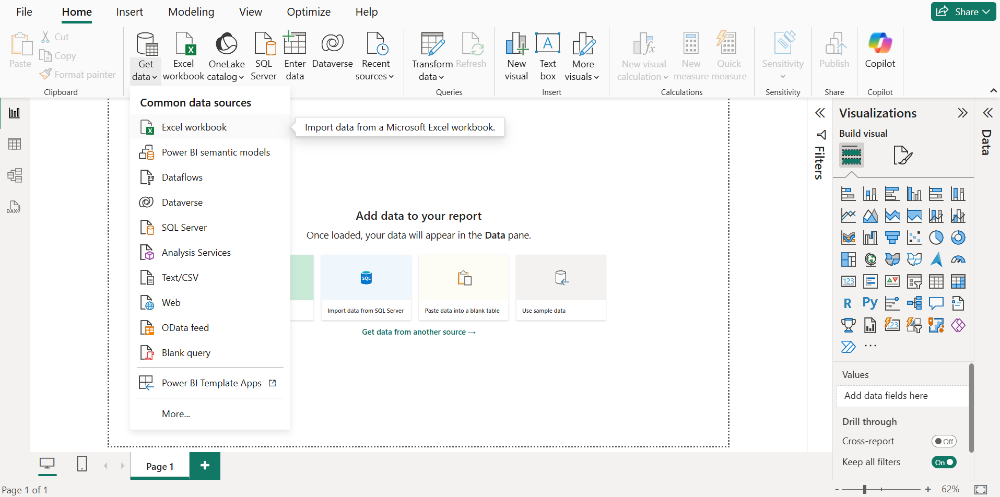 File Home Insert Modeling View Optimize Help
Share
Paste
Cut
Copy
Format painter
Clipboard
Get data
Excel workbook
OneLake catalog
SQL Server
Enter data
Dataverse
Recent sources
Transform data
Refresh
Queries
New visual
Text box
More visuals
Insert
New visual calculation
New measure
Quick measure
Calculations
Sensitivity
Sensitivity
Publish
Share
Copilot
Copilot
Common data sources
Excel workbook
Power BI semantic models
Dataflows
Dataverse
SQL Server
Analysis Services
Text/CSV
Web
OData feed
Blank query
Power BI Template Apps
More...
Import data from a Microsoft Excel workbook.
Add data to your report
Once loaded, your data will appear in the Data pane.
SQL
Import data from SQL Server
Paste data into a blank table
Use sample data
Get data from another source →
Filters
Visualizations
Build visual
123
R
Py
123
...
Values
Add data fields here
Drill through
Cross-report
Off
Keep all filters
On
Data
DAX
Page 1
+
Page 1 of 1
- + 62%